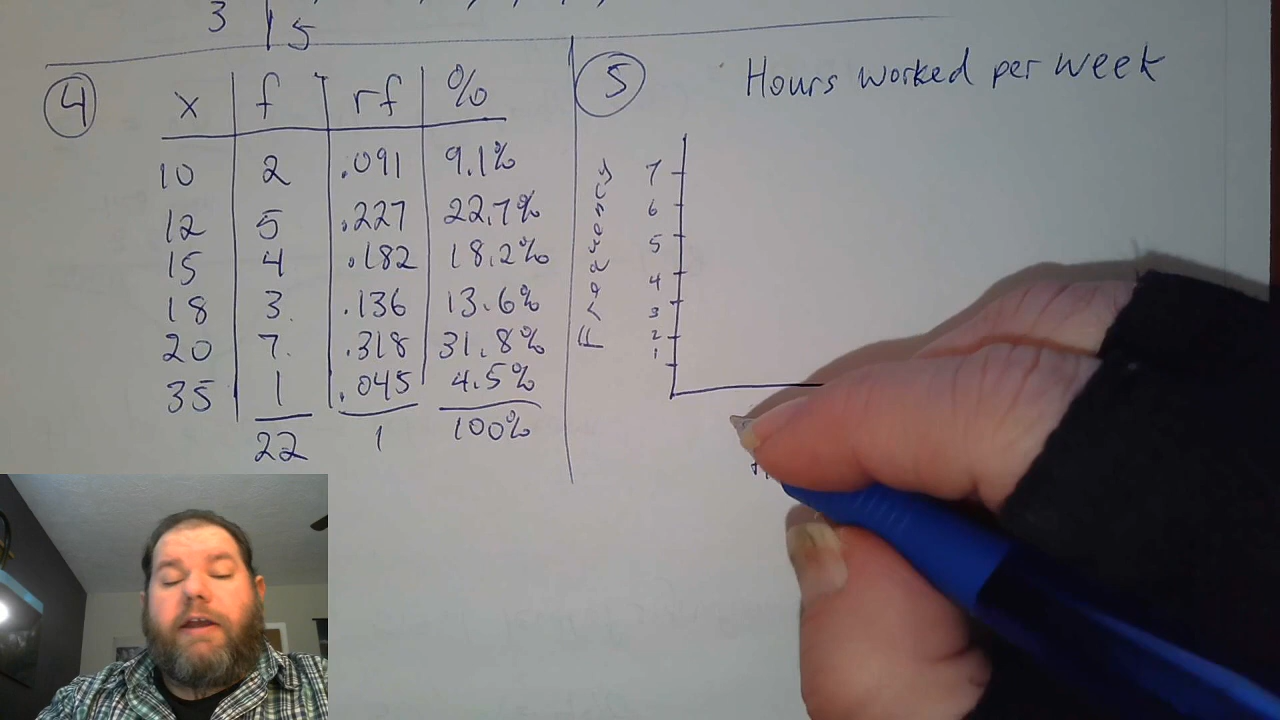 3 | 5
4
x f rf %
10 2 .091 9.1%
12 5 .227 22.7%
15 4 .182 18.2%
18 3 .136 13.6%
20 7 .318 31.8%
35 1 .045 4.5%
22 1 100%
5
Hours worked per week
Frequency
7
6
5
4
3
2
1